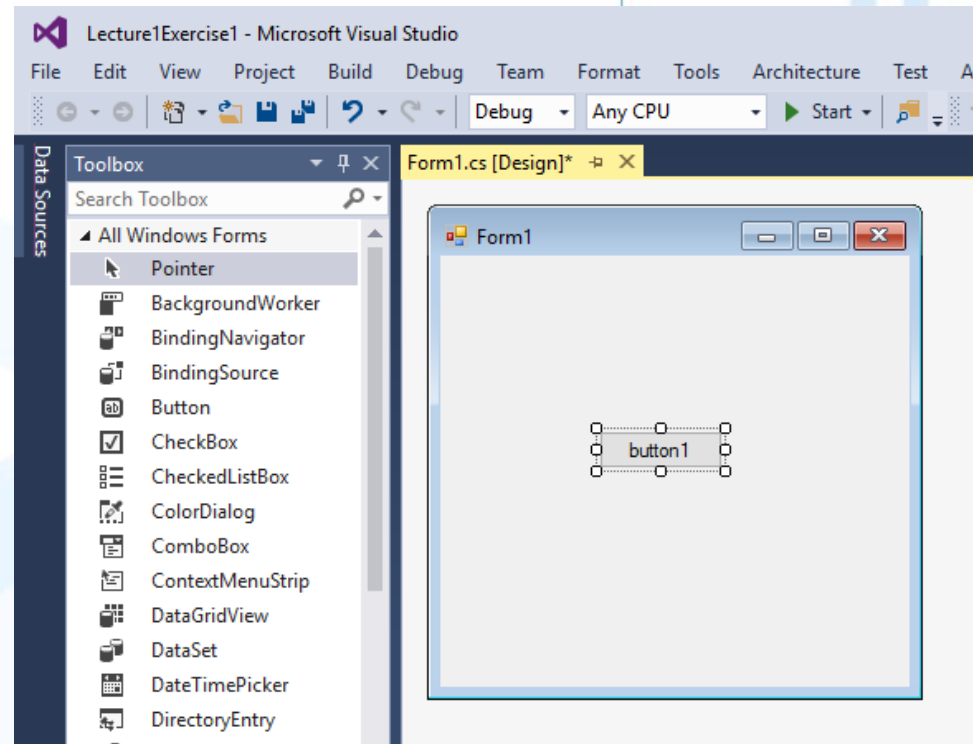 Lecture1Exercise1 - Microsoft Visual Studio
File Edit View Project Build Debug Team Format Tools Architecture Test A
Debug Any CPU Start
Data Sources
Toolbox
Form1.cs [Design]*
Search Toolbox
All Windows Forms
Form1
Pointer
BackgroundWorker
BindingNavigator
BindingSource
Button
CheckBox
button1
CheckedListBox
ColorDialog
ComboBox
ContextMenuStrip
DataGridView
DataSet
DateTimePicker
DirectoryEntry